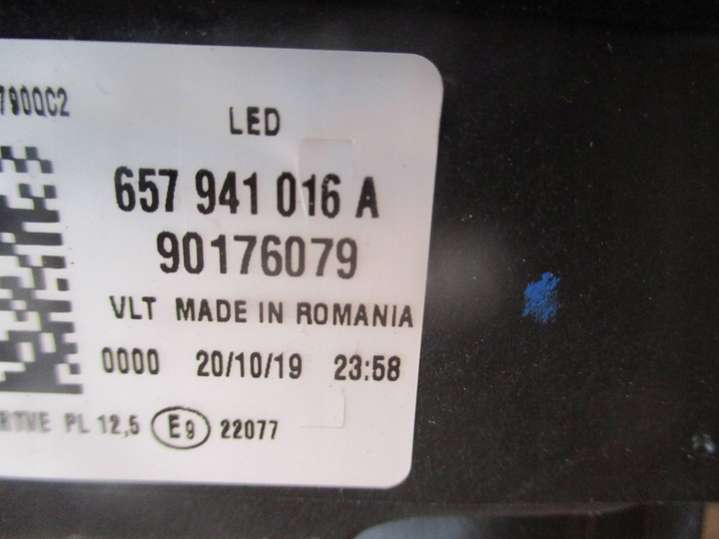 7900C2
LED
657 941 016 A
90176079
VLT MADE IN ROMANIA
0000 20/10/19 23:58
PL 12,5 E9 22077